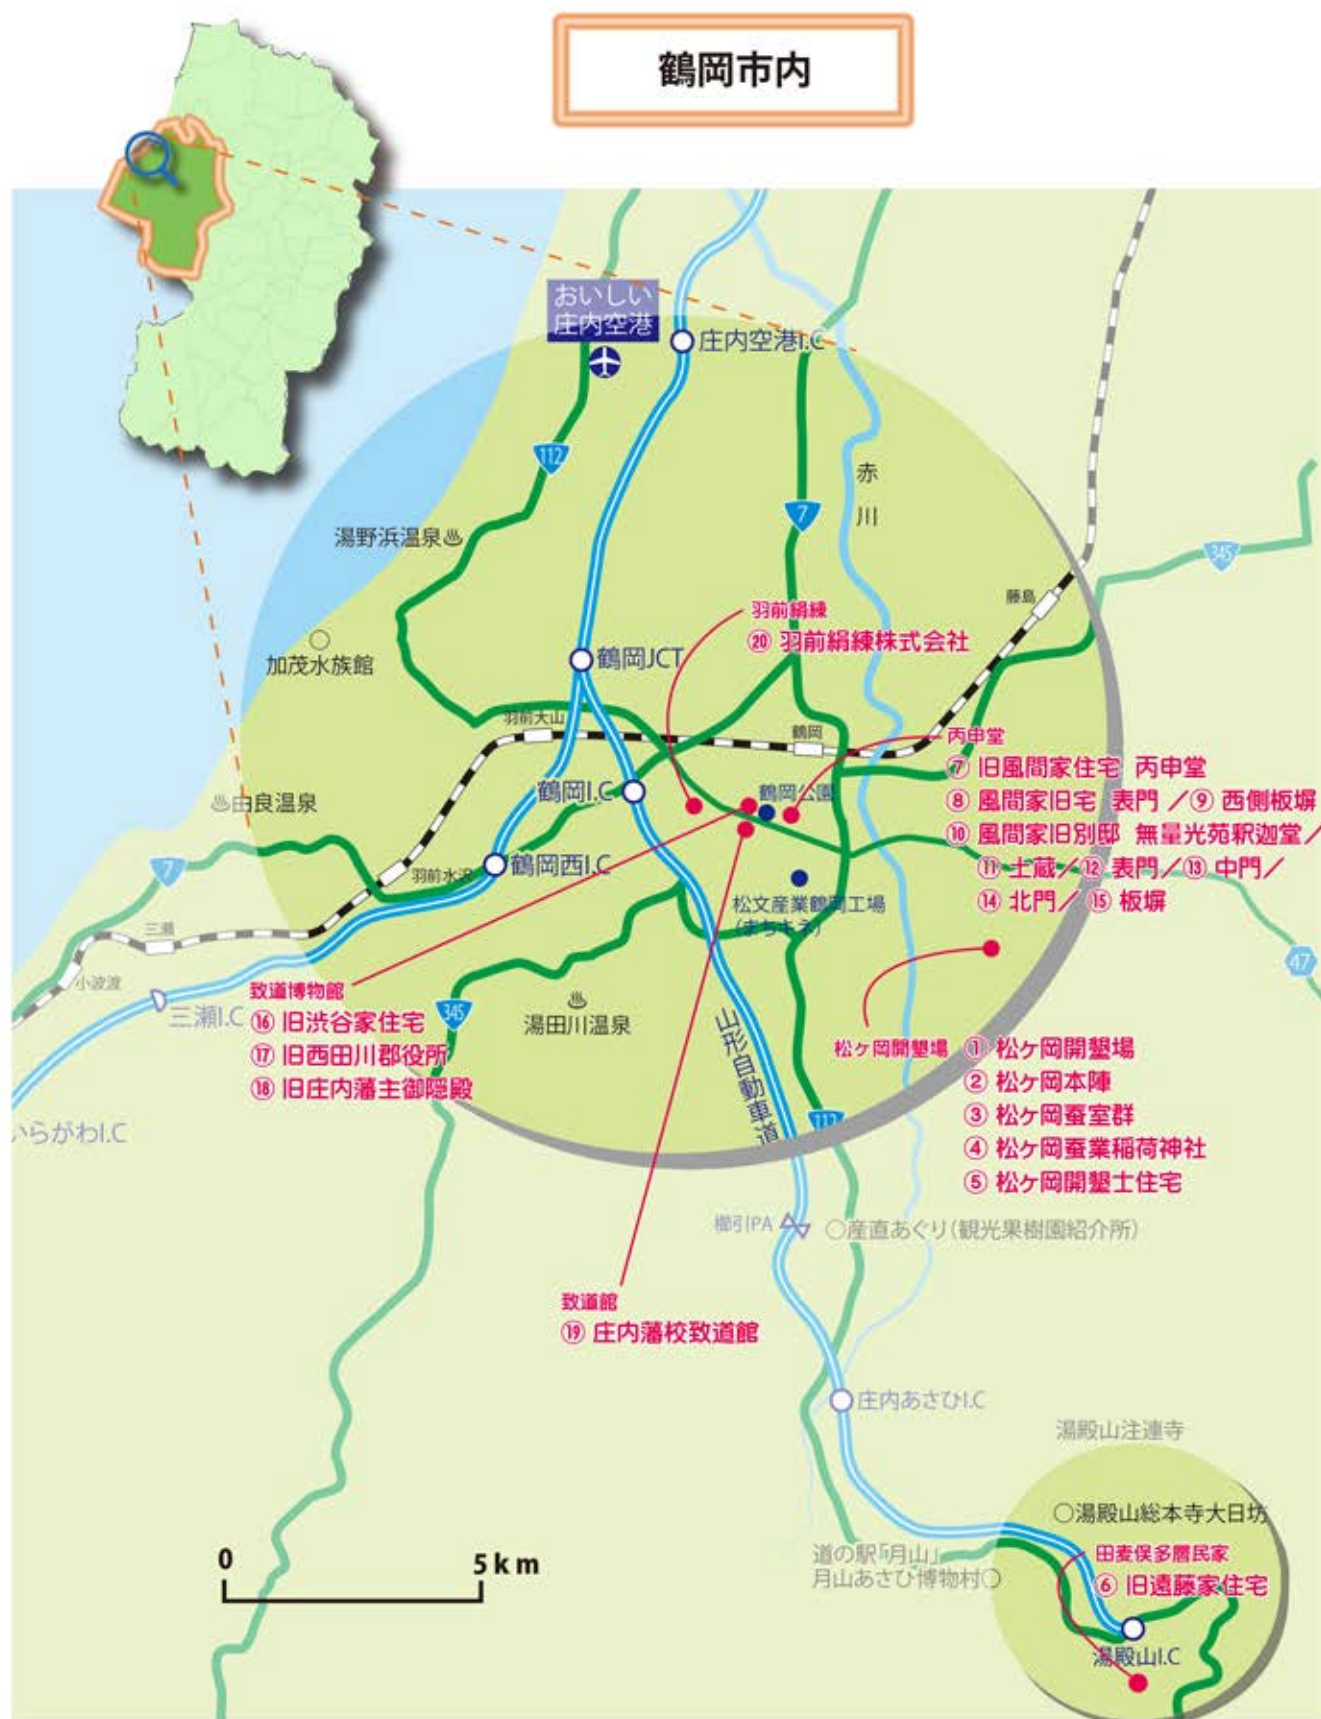 鶴岡市内
おいしい
庄内空港
庄内空港I.C
112
赤
川
7
湯野浜温泉
345
藤島
羽前絹練
⑳ 羽前絹練株式会社
加茂水族館
鶴岡JCT
羽前大山
鶴岡
丙申堂
⑦ 旧風間家住宅 丙申堂
⑧ 風間家旧宅 表門 ／⑨ 西側板塀
⑩ 風間家旧別邸 無量光苑釈迦堂／
⑪ 土蔵／⑫ 表門／⑬ 中門／
⑭ 北門／ ⑮ 板塀
鶴岡I.C
鶴岡公園
由良温泉
7
羽前水沢
鶴岡西I.C
松文産業鶴岡工場
(まちキネ)
三瀬
小波渡
三瀬I.C
47
致道博物館
⑯ 旧渋谷家住宅
⑰ 旧西田川郡役所
⑱ 旧庄内藩主御隠殿
345
湯田川温泉
山形自動車道
松ヶ岡開墾場
① 松ヶ岡開墾場
② 松ヶ岡本陣
③ 松ヶ岡蚕室群
④ 松ヶ岡蚕業稲荷神社
⑤ 松ヶ岡開墾士住宅
112
いらがわI.C
櫛引PA
○産直あぐり(観光果樹園紹介所)
致道館
⑲ 庄内藩校致道館
庄内あさひI.C
湯殿山注連寺
○湯殿山総本寺大日坊
道の駅「月山」
月山あさひ博物村○
田麦俣多層民家
⑥ 旧遠藤家住宅
湯殿山I.C
0 5km